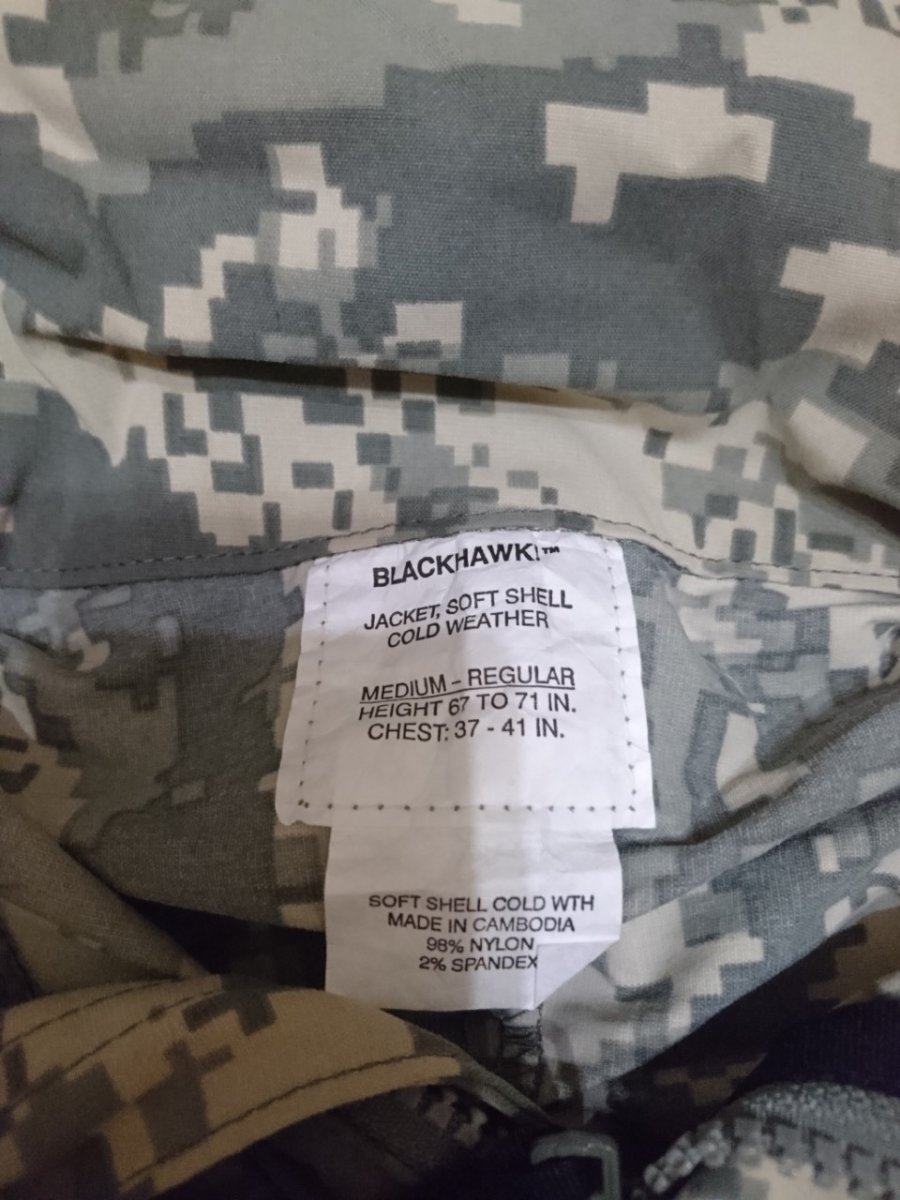 BLACKHAWK!™
JACKET, SOFT SHELL
COLD WEATHER
MEDIUM - REGULAR
HEIGHT 67 TO 71 IN.
CHEST: 37 - 41 IN.
SOFT SHELL COLD WTH
MADE IN CAMBODIA
98% NYLON
2% SPANDEX